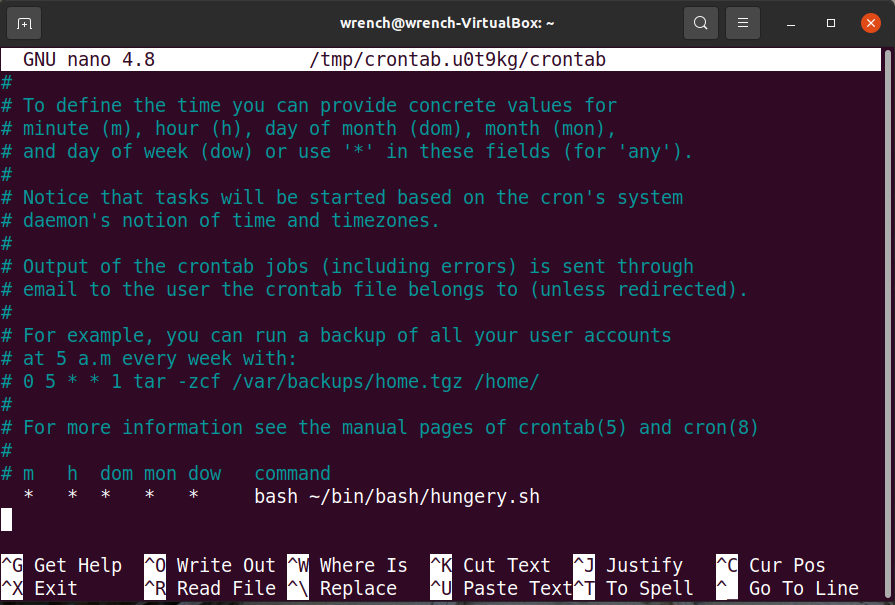 wrench@wrench-VirtualBox: ~
GNU nano 4.8 /tmp/crontab.u0t9kg/crontab
#
# To define the time you can provide concrete values for
# minute (m), hour (h), day of month (dom), month (mon),
# and day of week (dow) or use '*' in these fields (for 'any').
#
# Notice that tasks will be started based on the cron's system
# daemon's notion of time and timezones.
#
# Output of the crontab jobs (including errors) is sent through
# email to the user the crontab file belongs to (unless redirected).
#
# For example, you can run a backup of all your user accounts
# at 5 a.m every week with:
# 0 5 * * 1 tar -zcf /var/backups/home.tgz /home/
#
# For more information see the manual pages of crontab(5) and cron(8)
#
# m   h  dom mon dow   command
  *   *  *   *   *     bash ~/bin/bash/hungery.sh
^G Get Help  ^O Write Out ^W Where Is  ^K Cut Text  ^J Justify   ^C Cur Pos
^X Exit      ^R Read File ^\ Replace   ^U Paste Text^T To Spell  ^_ Go To Line